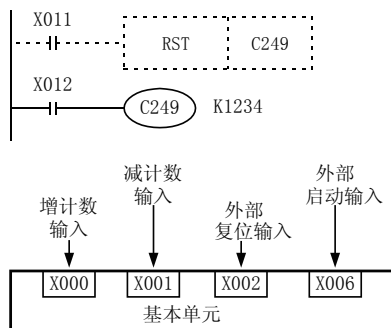 X011
RST C249
X012
C249 K1234
增计数
输入
减计数
输入
外部
复位输入
外部
启动输入
X000 X001 X002 X006
基本单元